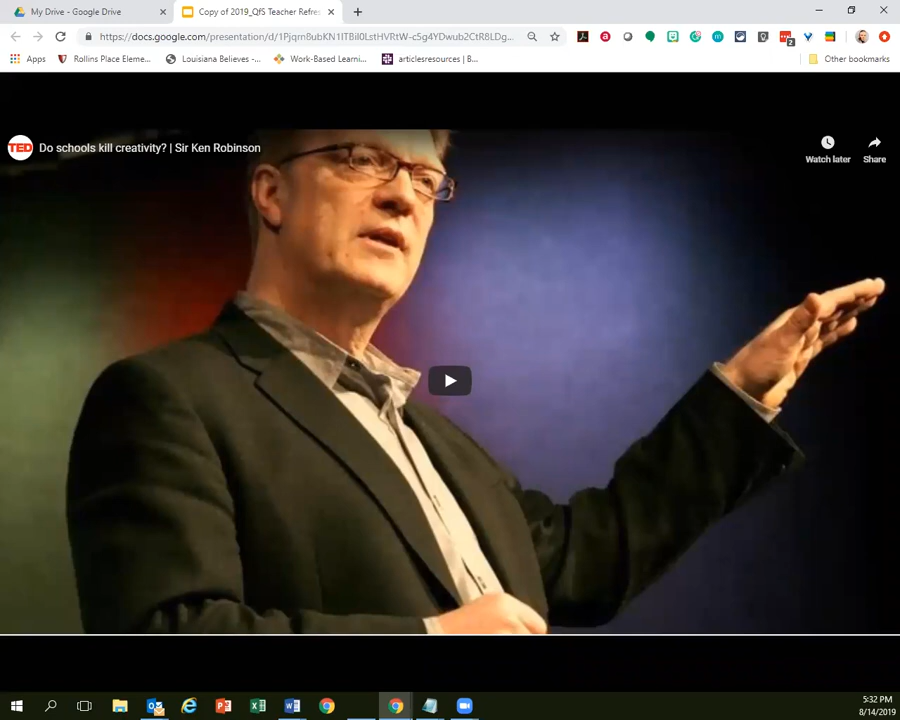 My Drive - Google Drive
Copy of 2019_QfS Teacher Refres
https://docs.google.com/presentation/d/1Pjqm8ubKN1ITBil0LstHVRtW-c5g4YDwub2CtR8LDg...
Apps
Rollins Place Eleme...
Louisiana Believes -...
Work-Based Learni...
articlesresources | B...
Other bookmarks
TED
Do schools kill creativity? | Sir Ken Robinson
Watch later
Share
5:32 PM
8/14/2019